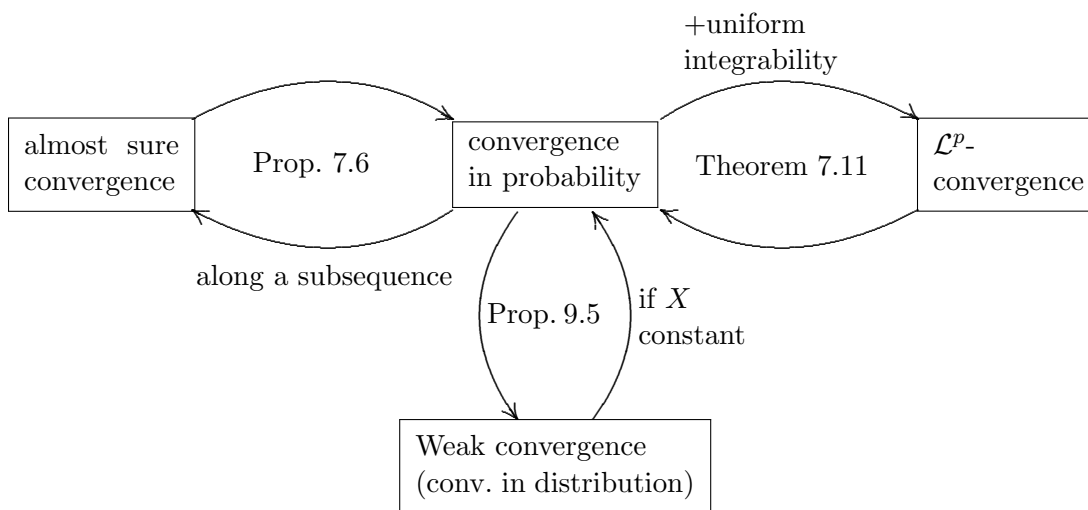 +uniform
integrability
almost sure
convergence
Prop. 7.6
convergence
in probability
Theorem 7.11
𝓛ᵖ-
convergence
along a subsequence
Prop. 9.5
if X
constant
Weak convergence
(conv. in distribution)